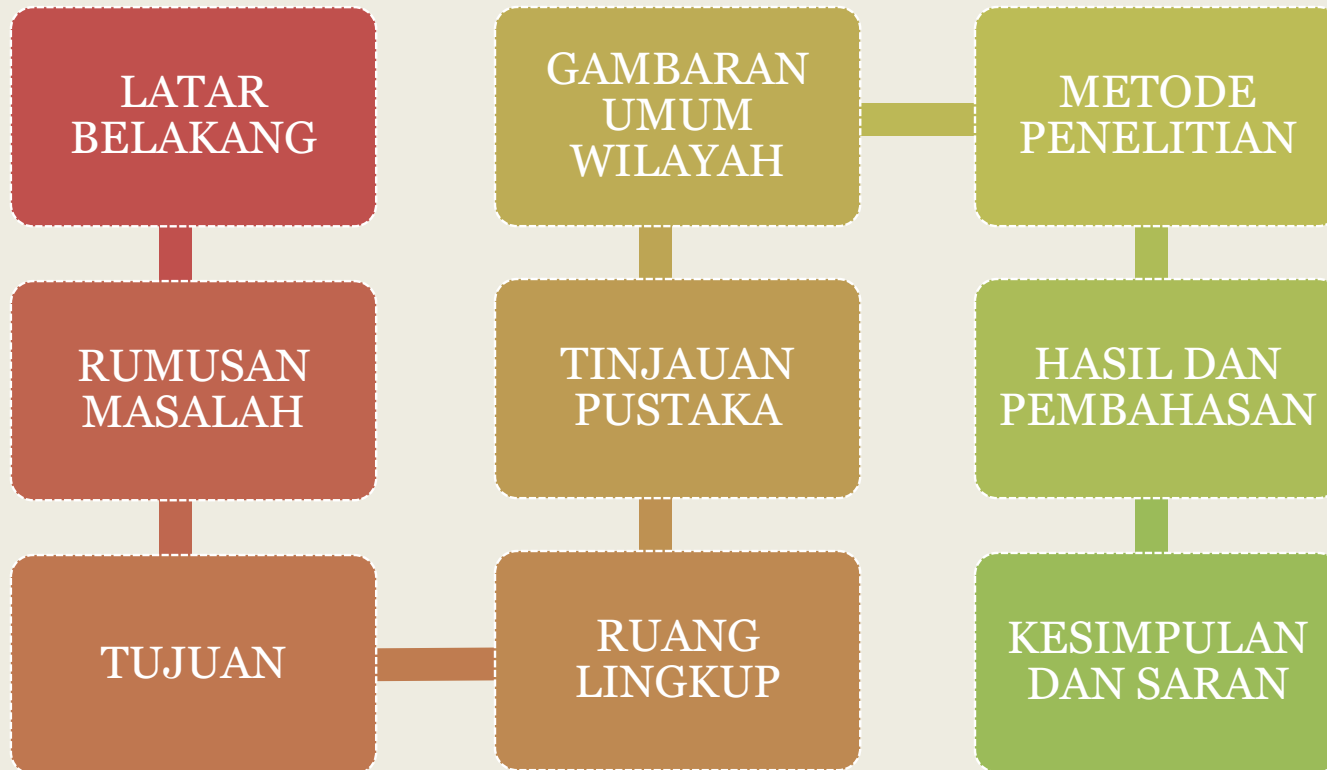 LATAR
BELAKANG
RUMUSAN
MASALAH
TUJUAN
RUANG
LINGKUP
TINJAUAN
PUSTAKA
GAMBARAN
UMUM
WILAYAH
METODE
PENELITIAN
HASIL DAN
PEMBAHASAN
KESIMPULAN
DAN SARAN